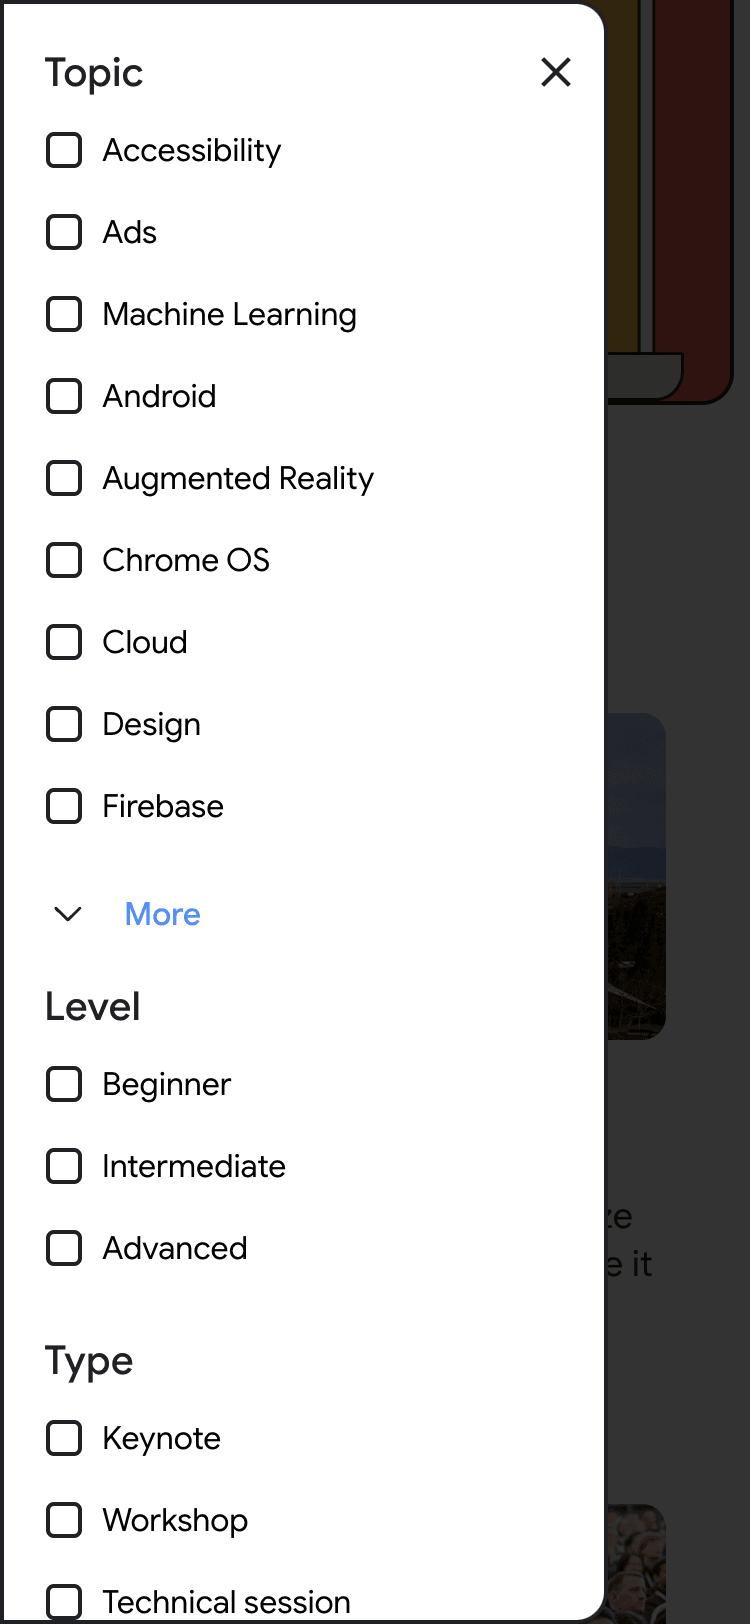 Topic
Accessibility
Ads
Machine Learning
Android
Augmented Reality
Chrome OS
Cloud
Design
Firebase
More
Level
Beginner
Intermediate
Advanced
it
Type
Keynote
Workshop
Technical session